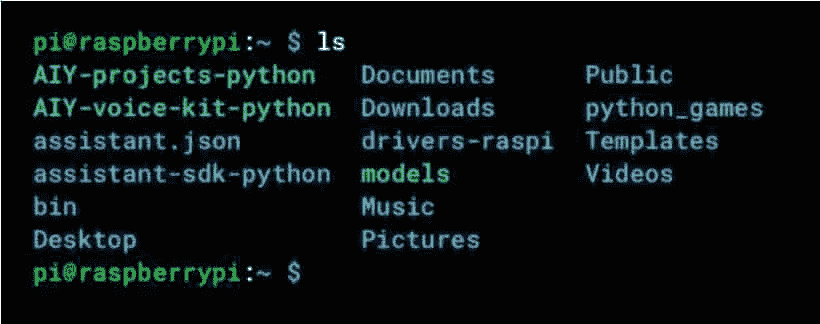 pi@raspberrypi:~ $ ls
AIY-projects-python Documents Public
AIY-voice-kit-python Downloads python_games
assistant.json drivers-raspi Templates
assistant-sdk-python models Videos
bin Music
Desktop Pictures
pi@raspberrypi:~ $